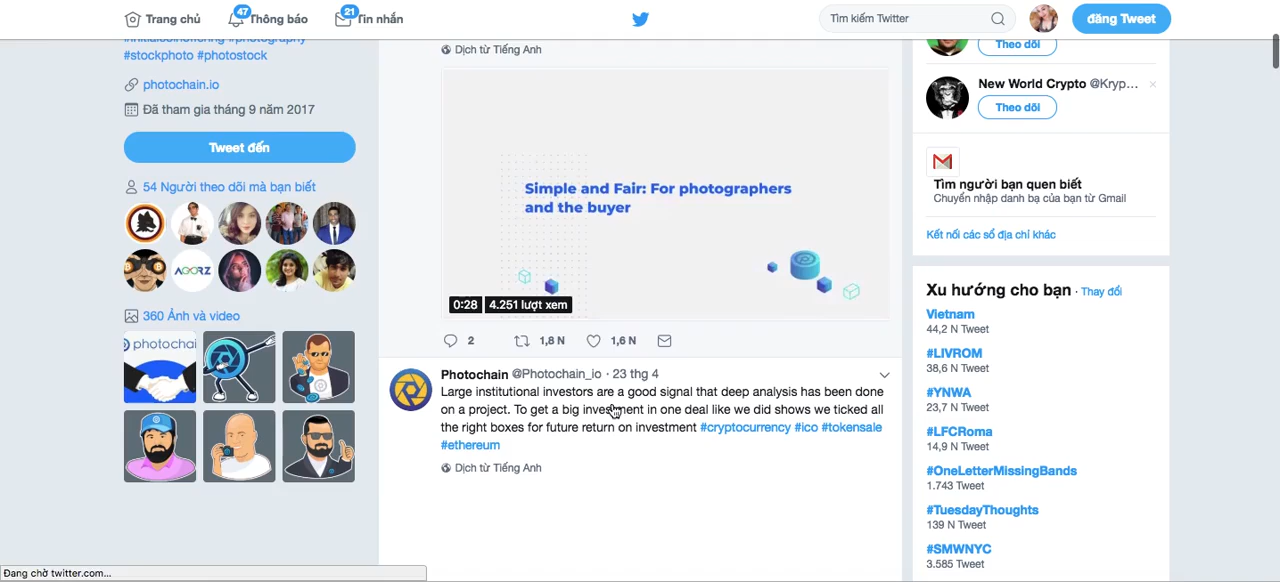 Trang chủ
47
Thông báo
21
Tin nhắn
Tìm kiếm Twitter
đăng Tweet
#initialcoinoffering #photography
#stockphoto #photostock
photochain.io
Đã tham gia tháng 9 năm 2017
Tweet đến
54 Người theo dõi mà bạn biết
AOORZ
360 Ảnh và video
photochai
Dịch từ Tiếng Anh
Simple and Fair: For photographers
and the buyer
0:28
4.251 lượt xem
2
1,8 N
1,6 N
Photochain @Photochain_io · 23 thg 4
Large institutional investors are a good signal that deep analysis has been done
on a project. To get a big investment in one deal like we did shows we ticked all
the right boxes for future return on investment #cryptocurrency #ico #tokensale
#ethereum
Dịch từ Tiếng Anh
Theo dõi
New World Crypto @Kryp...
Theo dõi
Tìm người bạn quen biết
Chuyển nhập danh bạ của bạn từ Gmail
Kết nối các sổ địa chỉ khác
Xu hướng cho bạn · Thay đổi
Vietnam
44,2 N Tweet
#LIVROM
38,6 N Tweet
#YNWA
23,7 N Tweet
#LFCRoma
14,9 N Tweet
#OneLetterMissingBands
1.743 Tweet
#TuesdayThoughts
139 N Tweet
#SMWNYC
3.585 Tweet
Đang chờ twitter.com...